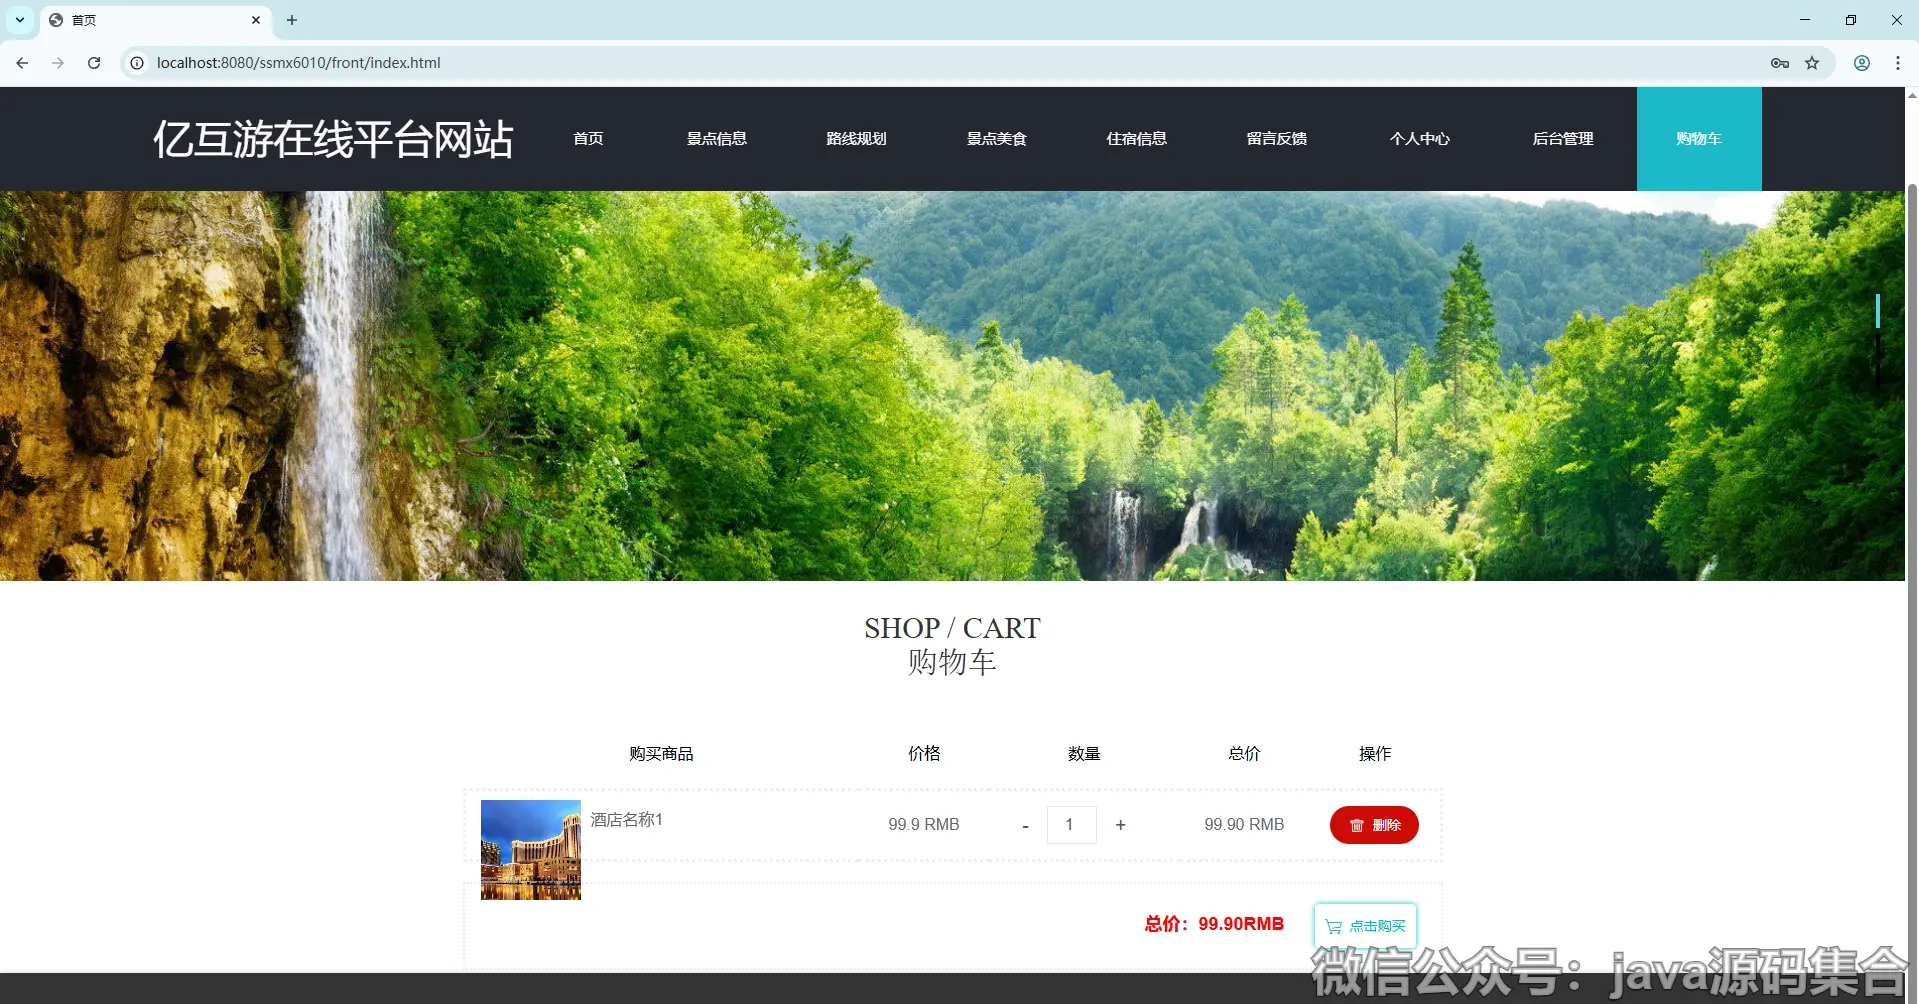 首页
localhost:8080/ssmx6010/front/index.html
亿互游在线平台网站 首页 景点信息 路线规划 景点美食 住宿信息 留言反馈 个人中心 后台管理 购物车
SHOP / CART
购物车
购买商品 价格 数量 总价 操作
酒店名称1 99.9 RMB - 1 + 99.90 RMB 删除
总价：99.90RMB 点击购买
微信公众号：java源码集合